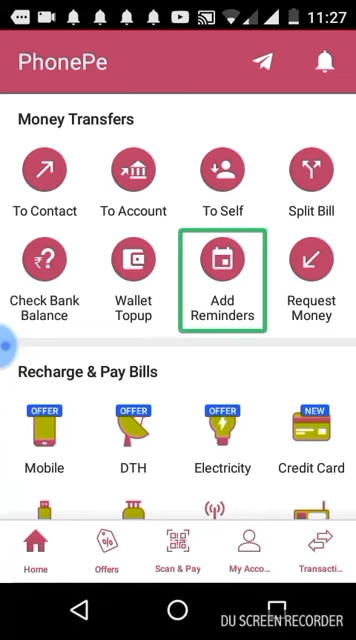 11:27
PhonePe
Money Transfers
To Contact
To Account
To Self
Split Bill
Check Bank
Balance
Wallet
Topup
Add
Reminders
Request
Money
Recharge & Pay Bills
OFFER
OFFER
OFFER
NEW
Mobile
DTH
Electricity
Credit Card
Home
Offers
Scan & Pay
My Acco...
Transacti...
DU SCREEN RECORDER